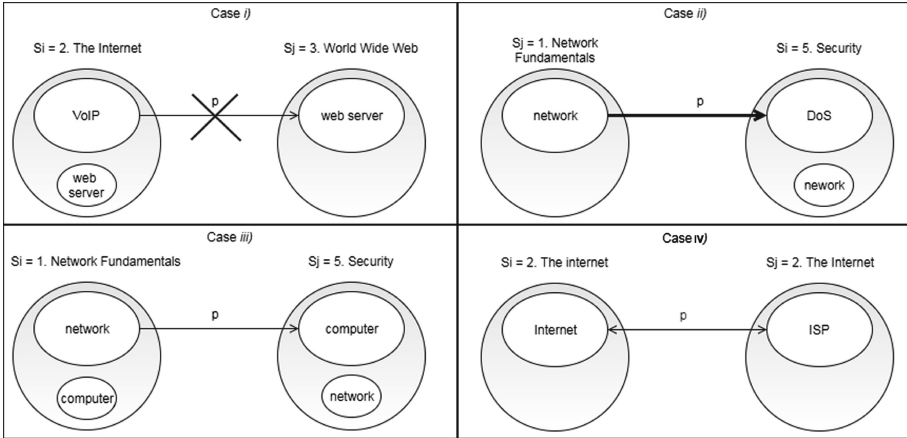 Case i)
Si = 2. The Internet
Sj = 3. World Wide Web
VoIP
p
web server
web
server
Case ii)
Sj = 1. Network
Fundamentals
Si = 5. Security
network
p
DoS
nework
Case iii)
Si = 1. Network Fundamentals
Sj = 5. Security
network
p
computer
computer
network
Case iv)
Si = 2. The internet
Sj = 2. The Internet
Internet
p
ISP